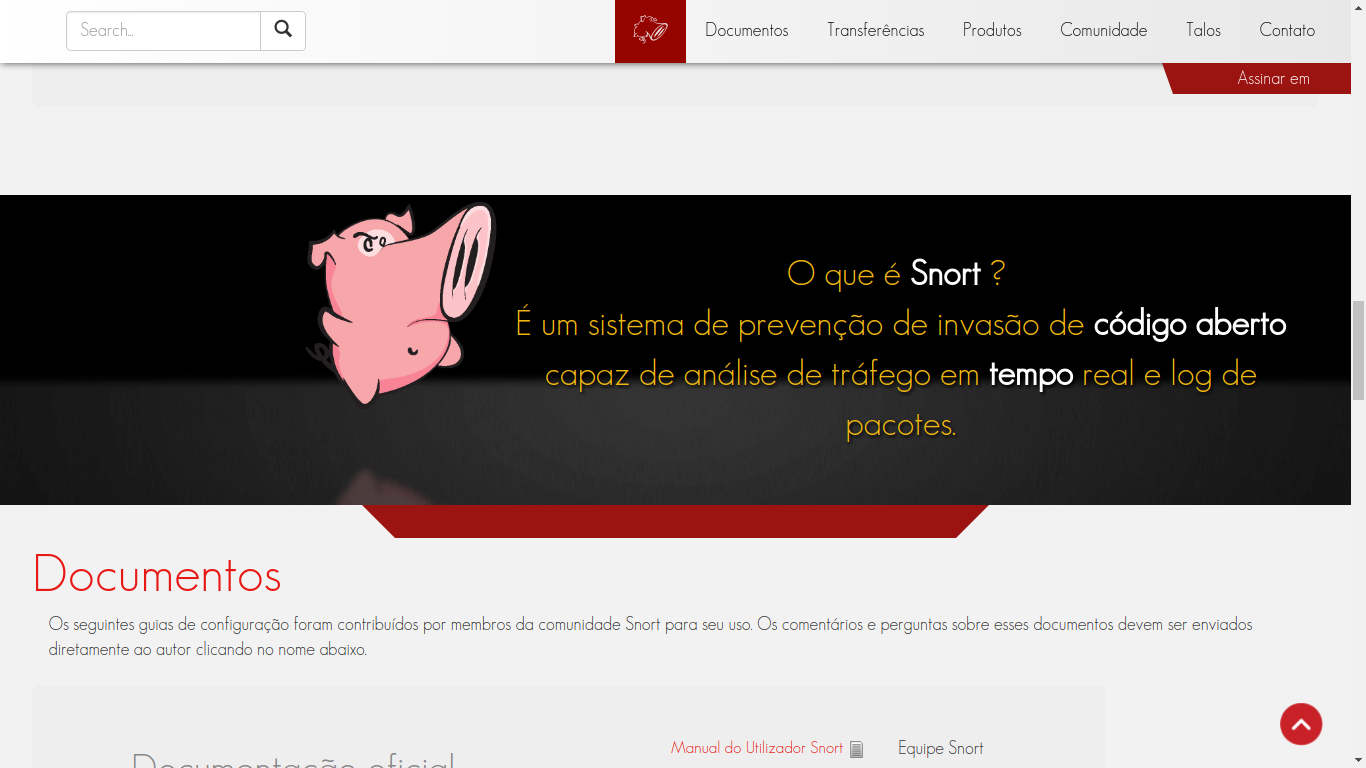 Search...
Documentos
Transferências
Produtos
Comunidade
Talos
Contato
Assinar em
O que é Snort ?
É um sistema de prevenção de invasão de código aberto
capaz de análise de tráfego em tempo real e log de
pacotes.
Documentos
Os seguintes guias de configuração foram contribuídos por membros da comunidade Snort para seu uso. Os comentários e perguntas sobre esses documentos devem ser enviados
diretamente ao autor clicando no nome abaixo.
Documentação oficial
Manual do Utilizador Snort
Equipe Snort